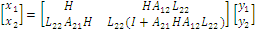 [x₁ x₂] = [H HA₁₂L₂₂ L₂₂A₂₁H L₂₂(I + A₂₁HA₁₂L₂₂)] [y₁ y₂]